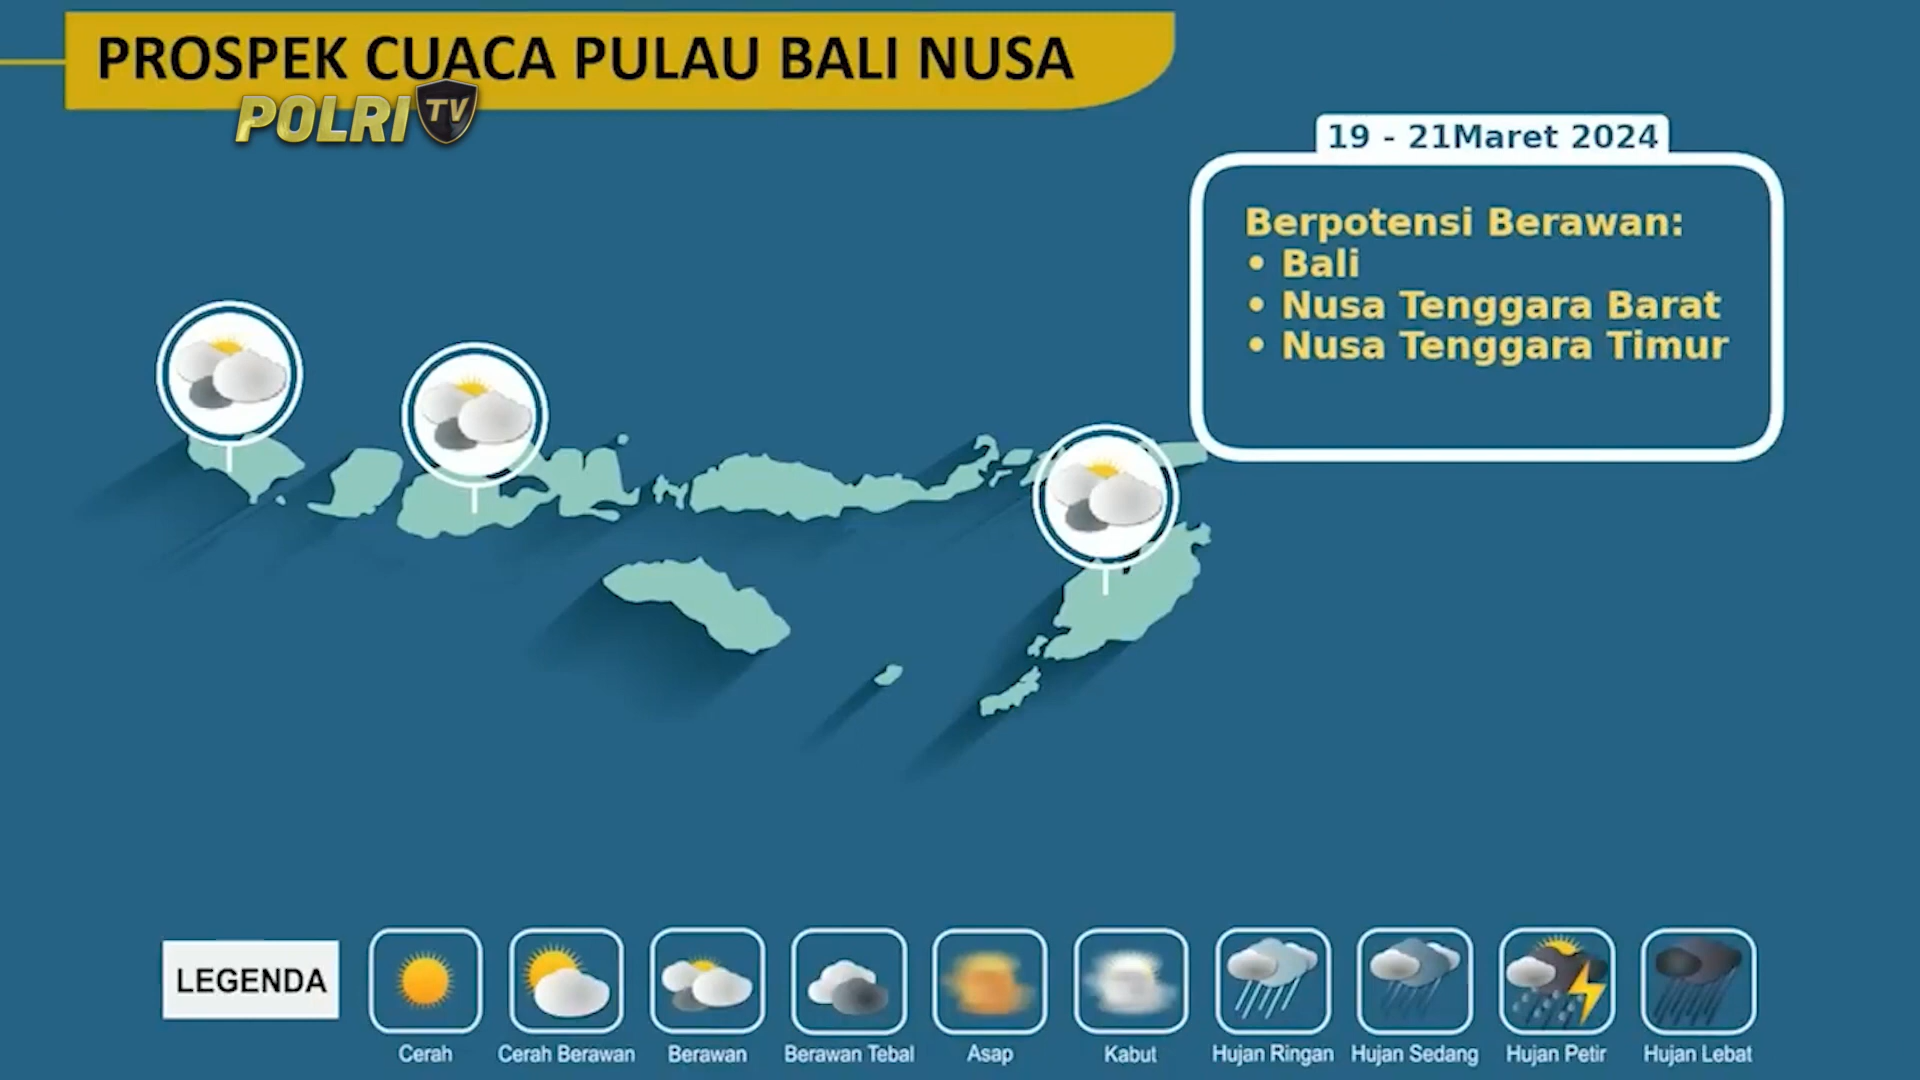 PROSPEK CUACA PULAU BALI NUSA
POLRI TV
19 - 21Maret 2024
Berpotensi Berawan:
• Bali
• Nusa Tenggara Barat
• Nusa Tenggara Timur
LEGENDA
Cerah
Cerah Berawan
Berawan
Berawan Tebal
Asap
Kabut
Hujan Ringan
Hujan Sedang
Hujan Petir
Hujan Lebat